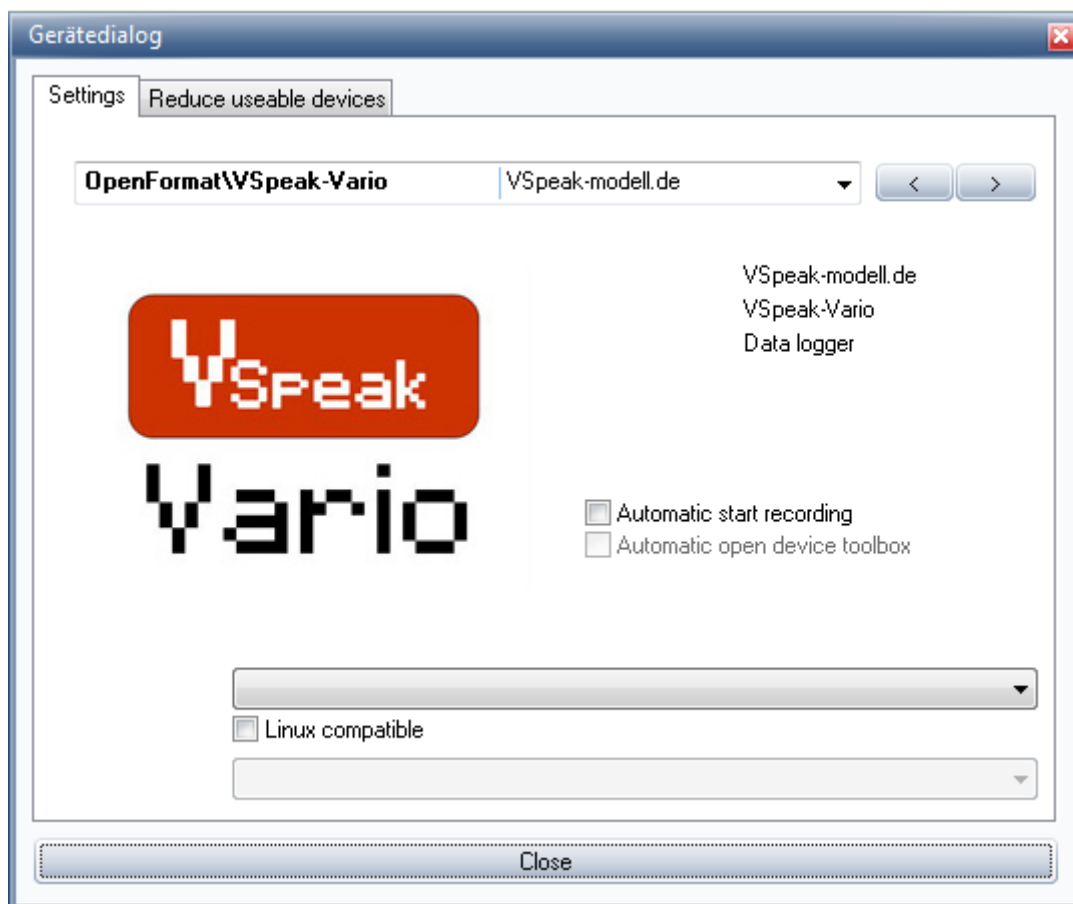 Gerätedialog
Settings
Reduce useable devices
OpenFormat\VSpeak-Vario VSpeak-modell.de
< >
VSpeak-modell.de
VSpeak-Vario
Data logger
VSpeak
Vario
Automatic start recording
Automatic open device toolbox
Linux compatible
Close